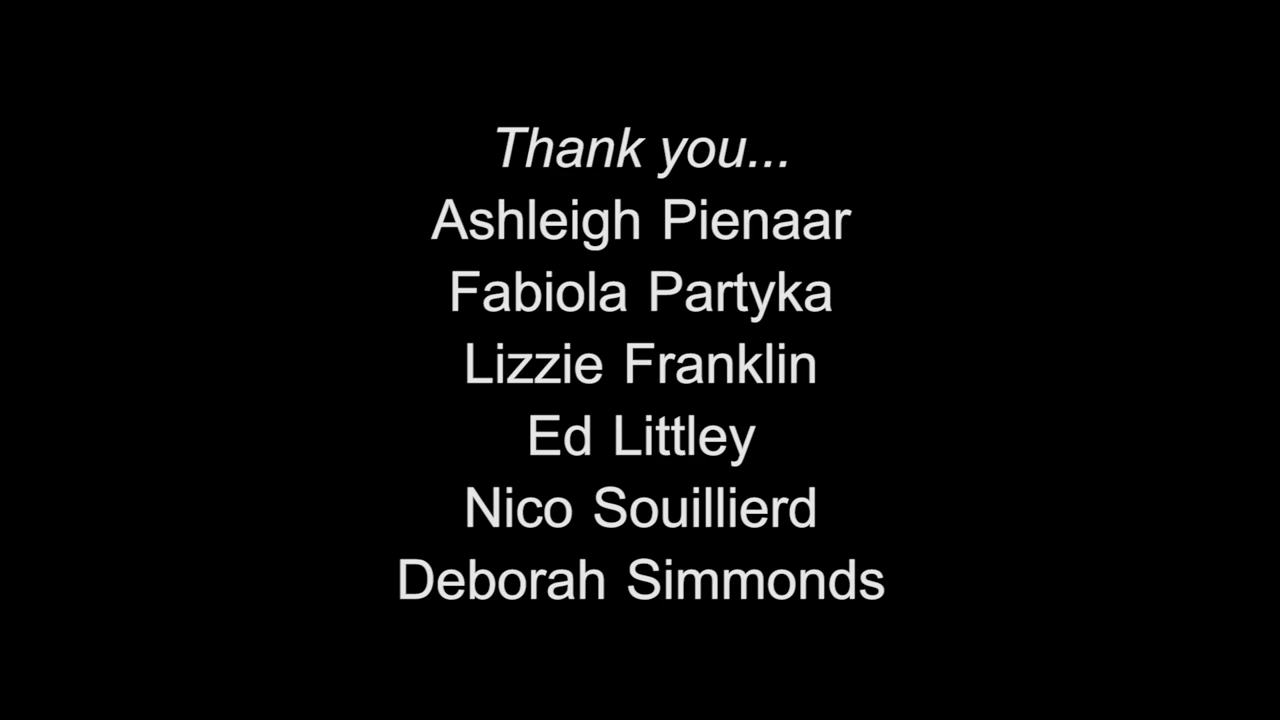 Thank you...
Ashleigh Pienaar
Fabiola Partyka
Lizzie Franklin
Ed Littley
Nico Souillierd
Deborah Simmonds